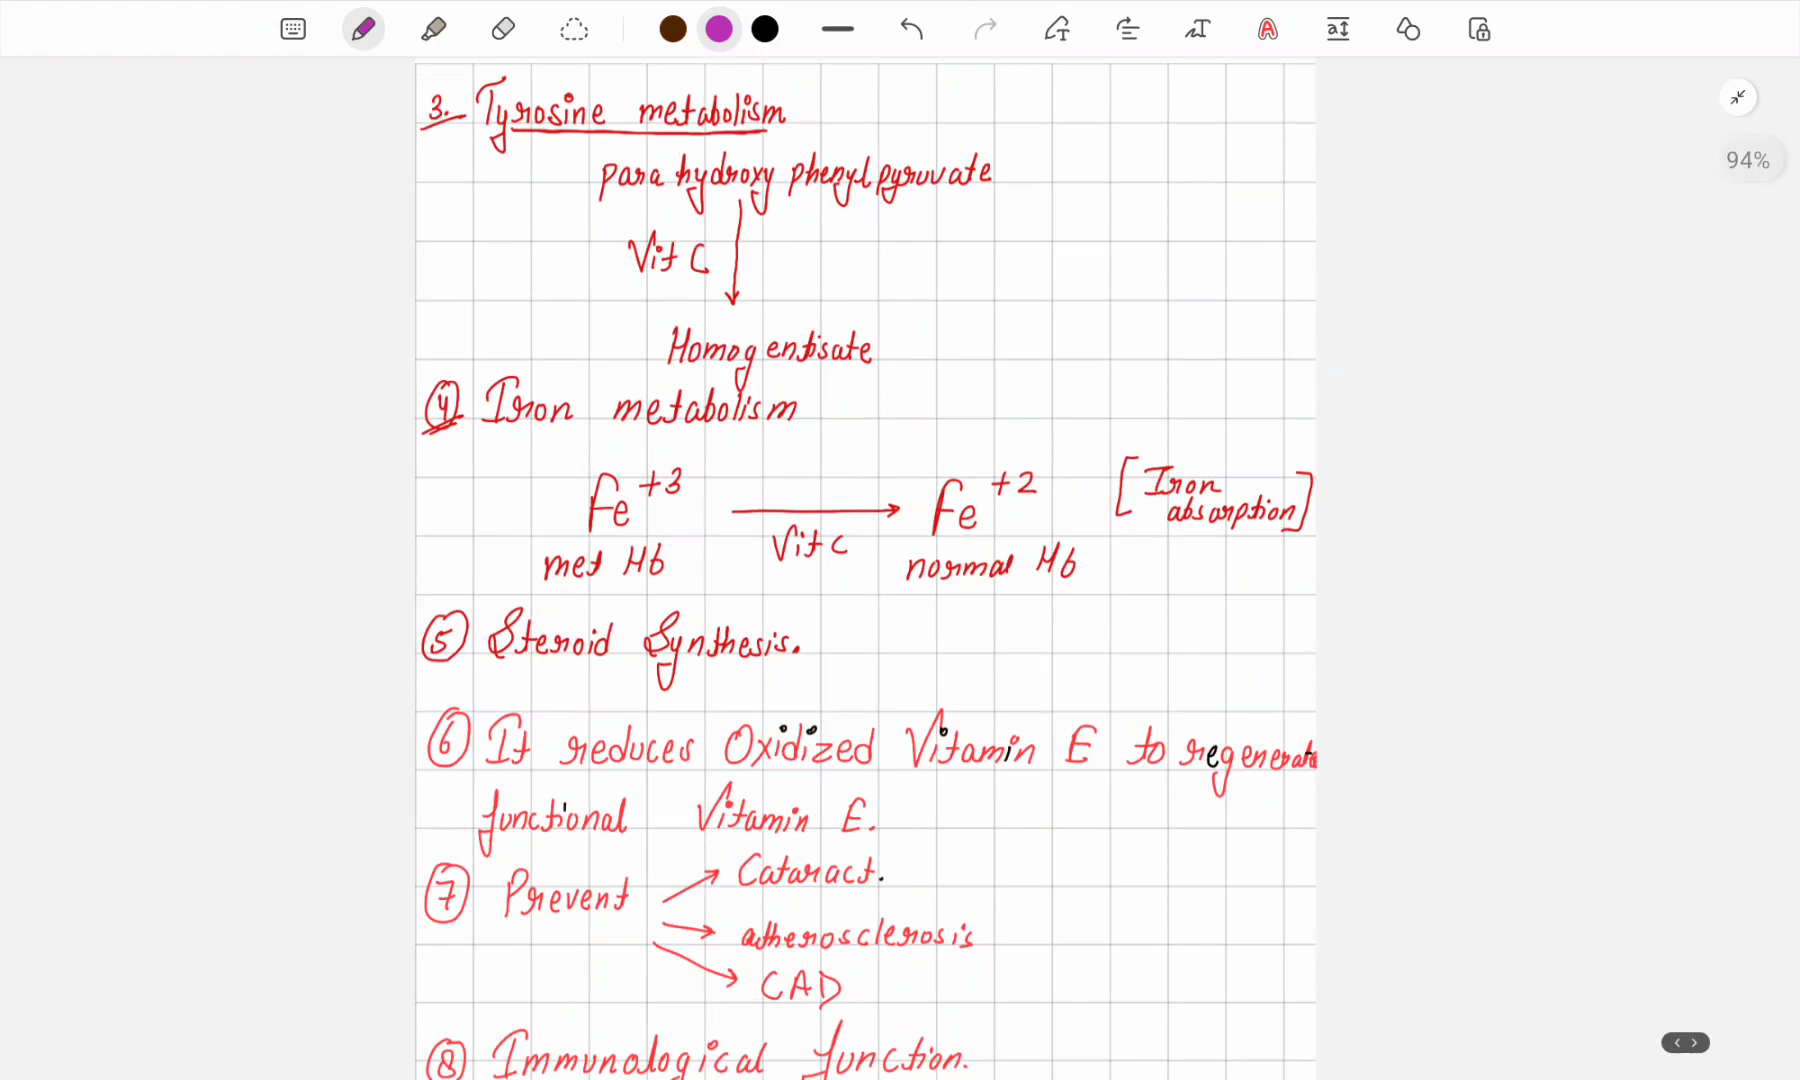 94%
3. Tyrosine metabolism
para hydroxy phenyl pyruvate
Vit C
Homogentisate
4 Iron metabolism
Fe +3 Vit C Fe +2 [Iron absorption]
met Hb normal Hb
5 Steroid Synthesis.
6 It reduces Oxidized Vitamin E to regenerate
functional Vitamin E.
7 Prevent Cataract.
atherosclerosis
CAD
8 Immunological function.